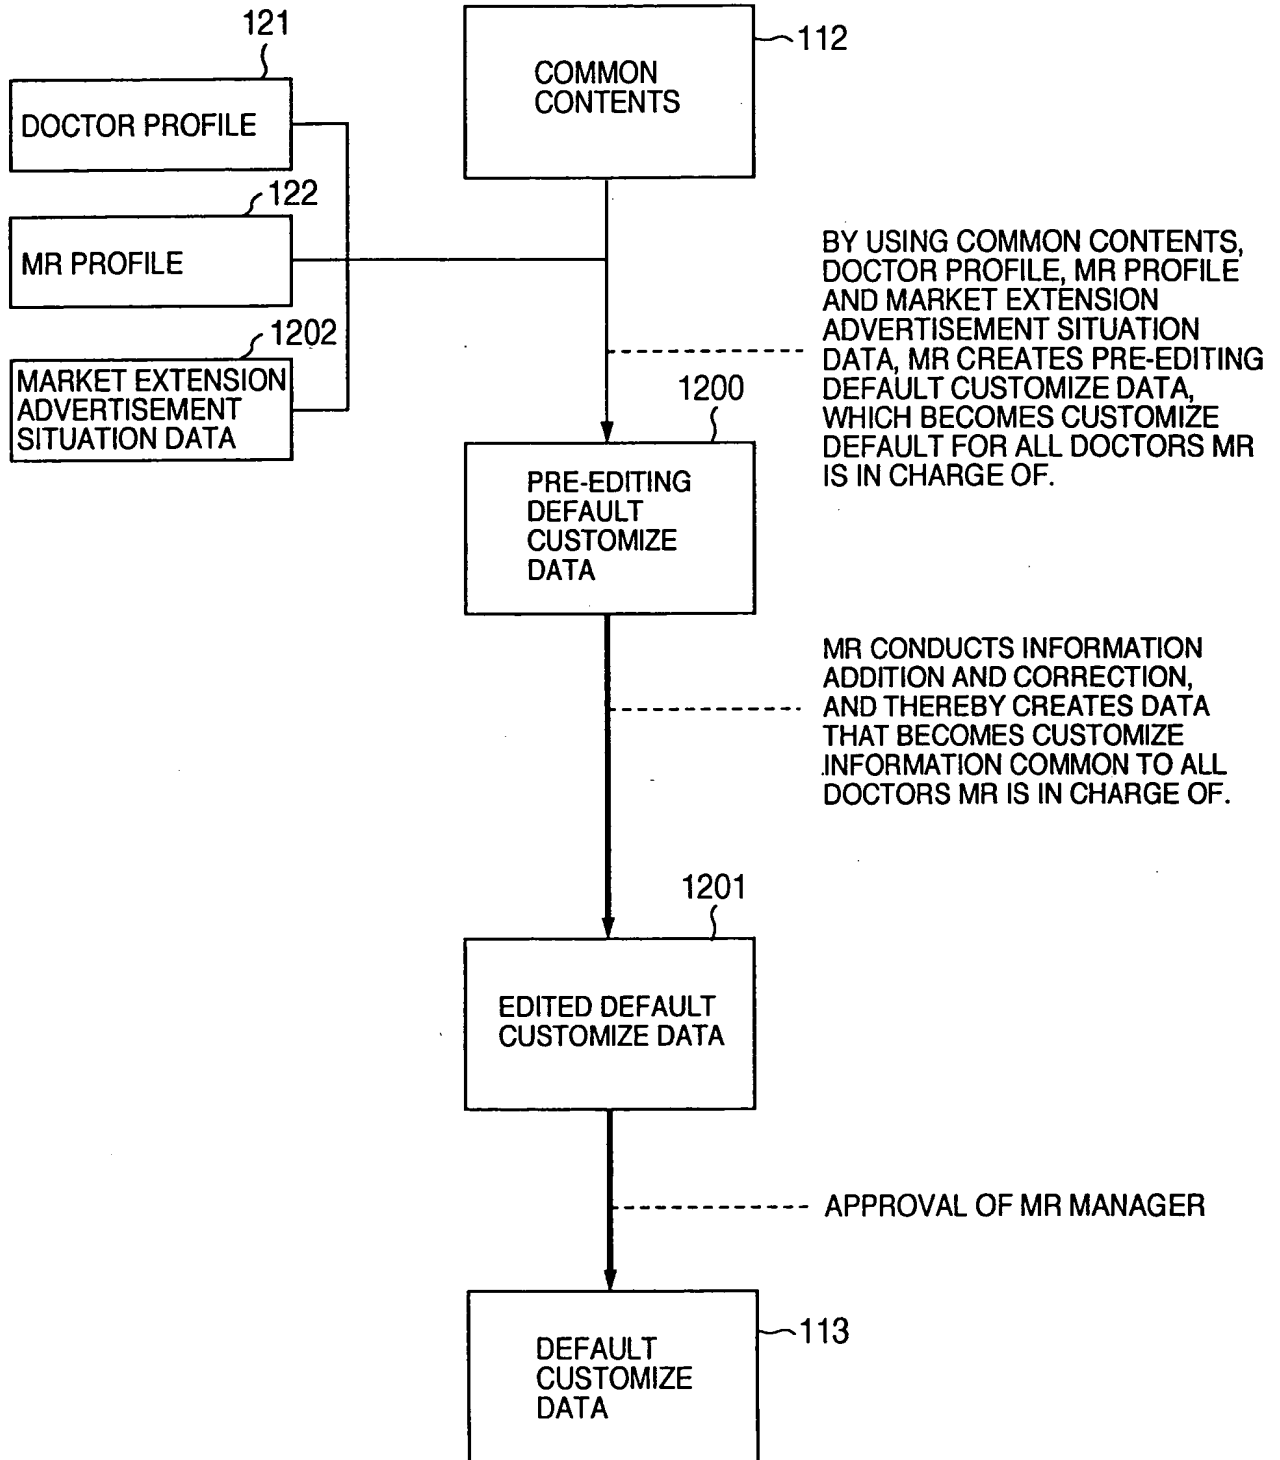 121
DOCTOR PROFILE
122
MR PROFILE
1202
MARKET EXTENSION
ADVERTISEMENT
SITUATION DATA
112
COMMON
CONTENTS
BY USING COMMON CONTENTS,
DOCTOR PROFILE, MR PROFILE
AND MARKET EXTENSION
ADVERTISEMENT SITUATION
DATA, MR CREATES PRE-EDITING
DEFAULT CUSTOMIZE DATA,
WHICH BECOMES CUSTOMIZE
DEFAULT FOR ALL DOCTORS MR
IS IN CHARGE OF.
1200
PRE-EDITING
DEFAULT
CUSTOMIZE
DATA
MR CONDUCTS INFORMATION
ADDITION AND CORRECTION,
AND THEREBY CREATES DATA
THAT BECOMES CUSTOMIZE
INFORMATION COMMON TO ALL
DOCTORS MR IS IN CHARGE OF.
1201
EDITED DEFAULT
CUSTOMIZE DATA
APPROVAL OF MR MANAGER
113
DEFAULT
CUSTOMIZE
DATA